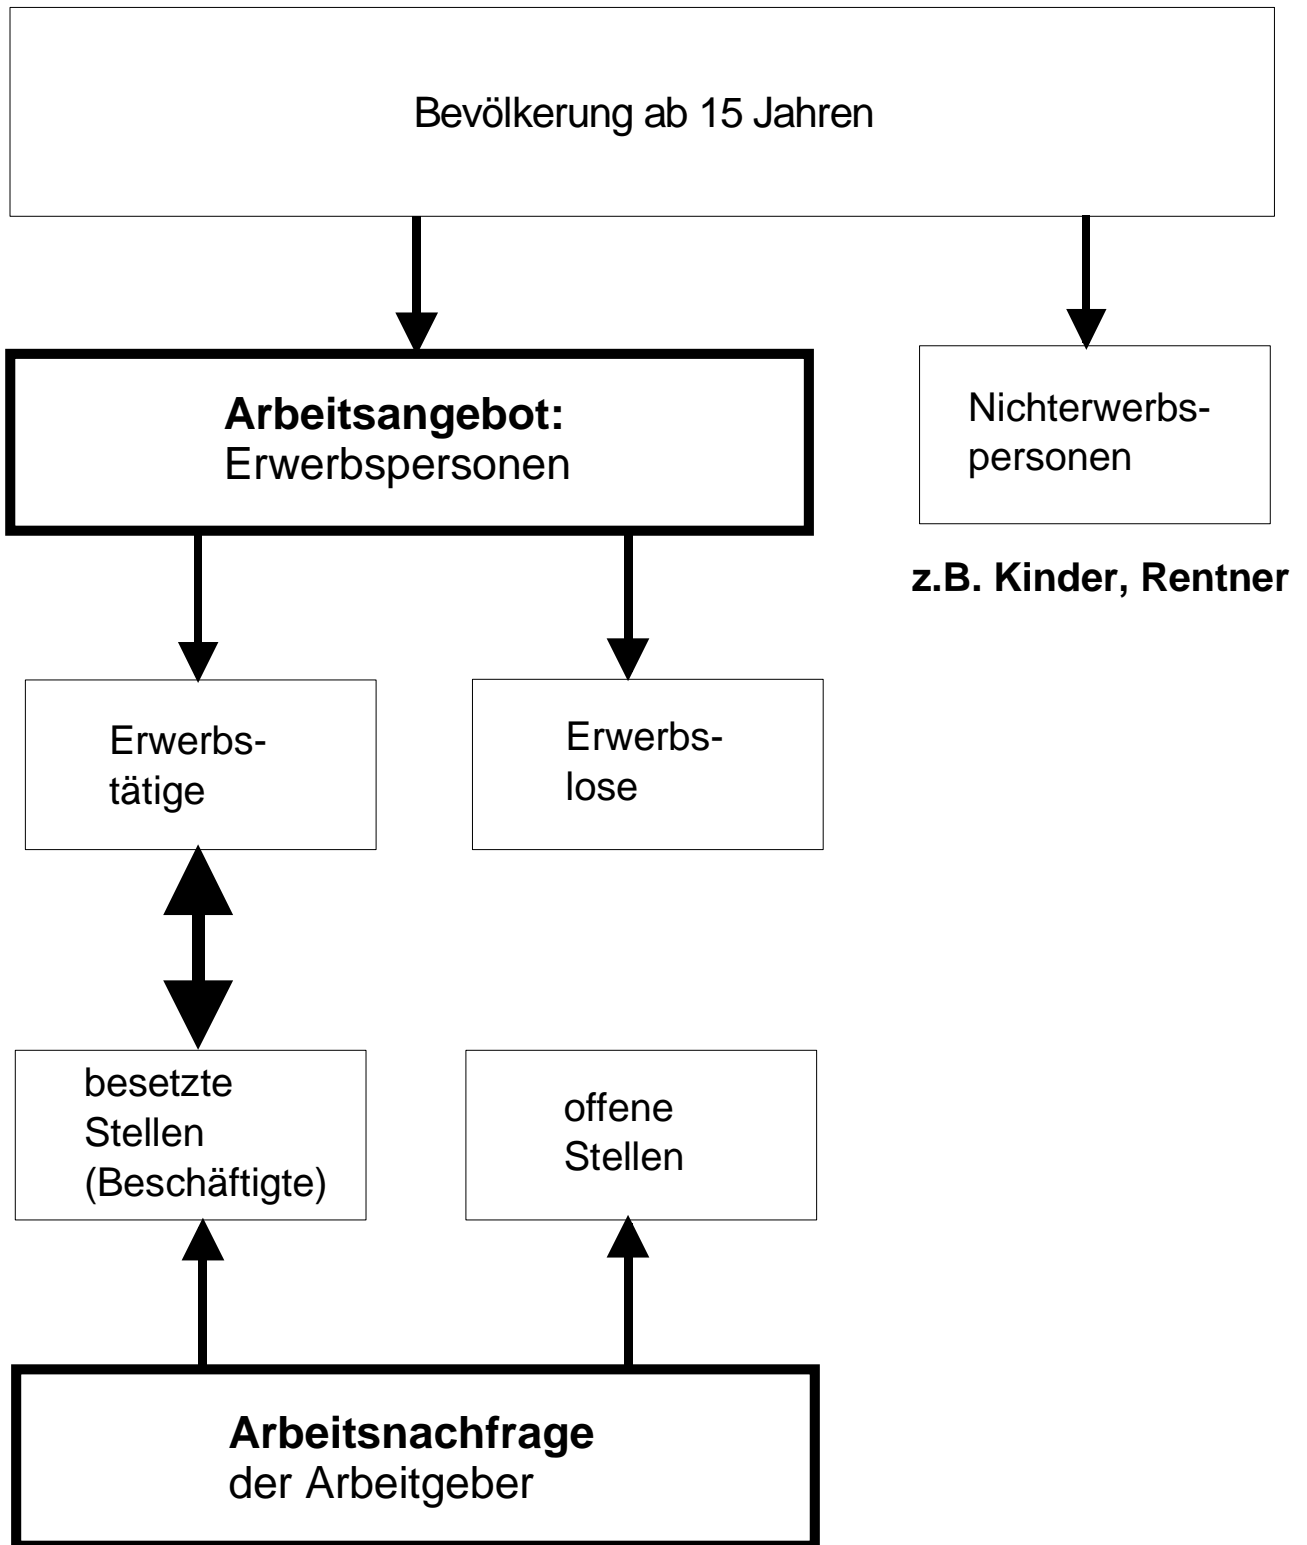 Bevölkerung ab 15 Jahren
Arbeitsangebot:
Erwerbspersonen
Nichterwerbs-
personen
z.B. Kinder, Rentner
Erwerbs-
tätige
Erwerbs-
lose
besetzte
Stellen
(Beschäftigte)
offene
Stellen
Arbeitsnachfrage
der Arbeitgeber